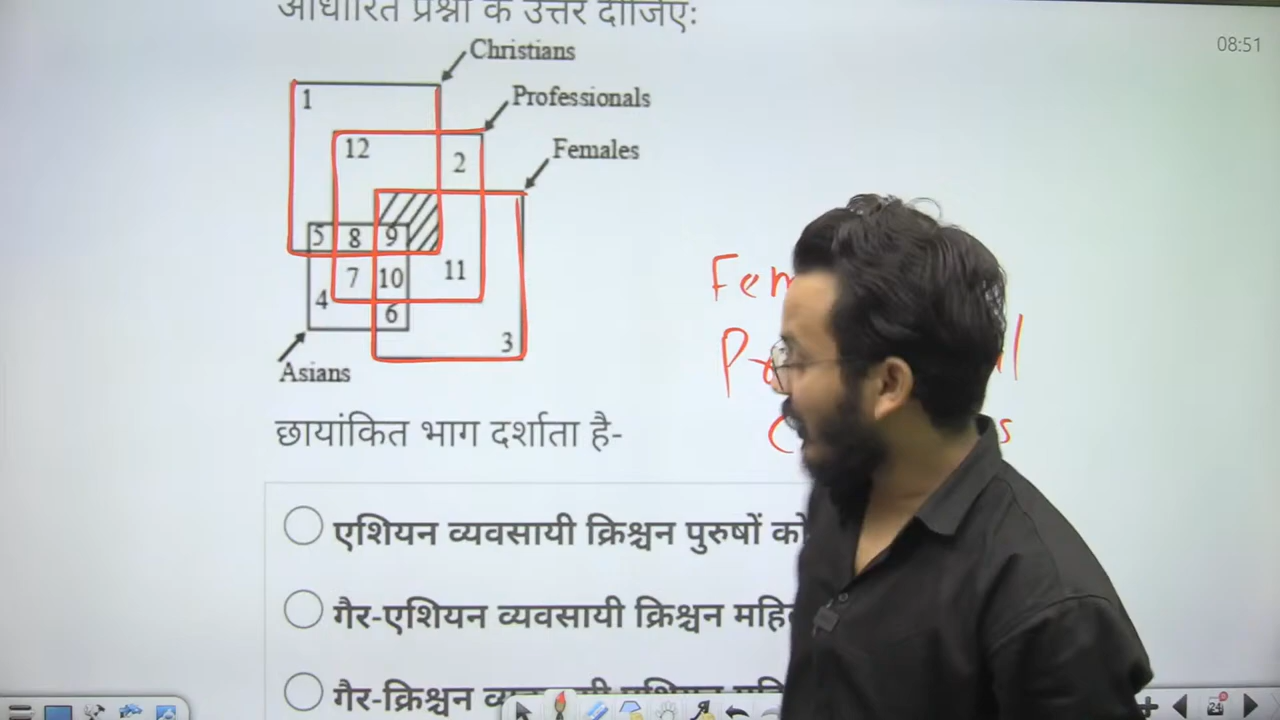 आधारित प्रश्नों के उत्तर दीजिएः
08:51
Christians
1
Professionals
12
2
Females
5 8 9
7 10 11
4
6
3
Asians
छायांकित भाग दर्शाता है-
एशियन व्यवसायी क्रिश्चन पुरुषों को
गैर-एशियन व्यवसायी क्रिश्चन
गैर-क्रिश्चन
24